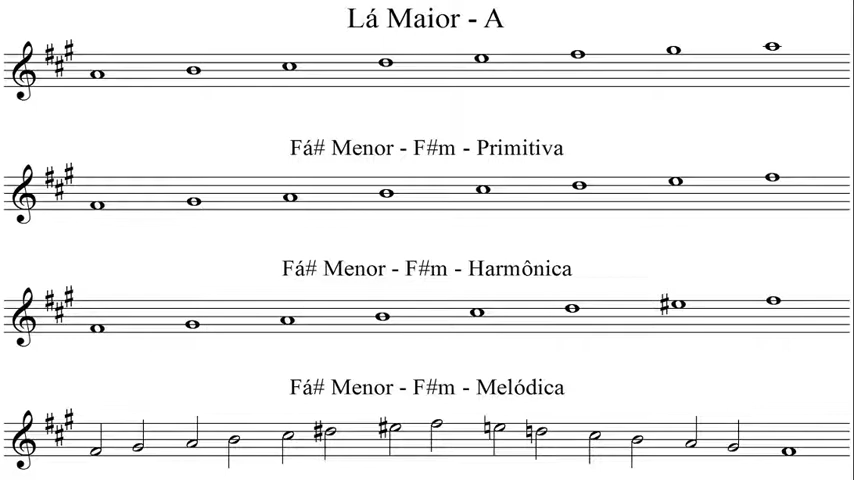 Lá Maior - A
Fá# Menor - F#m - Primitiva
Fá# Menor - F#m - Harmônica
Fá# Menor - F#m - Melódica